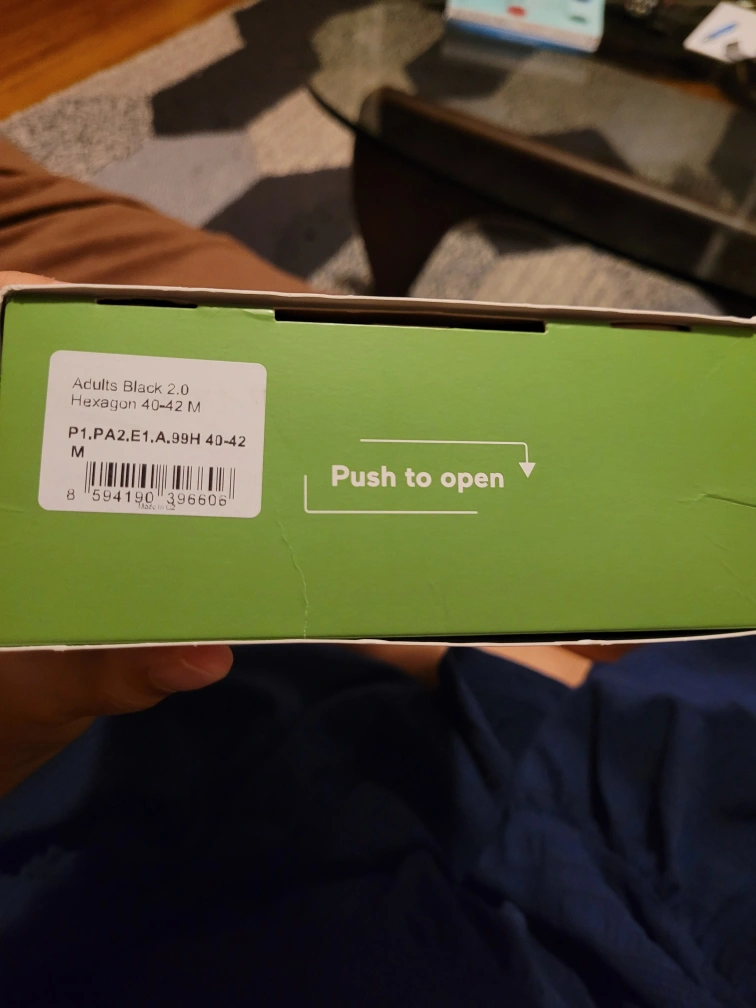 Adults Black 2.0
Hexagon 40-42 M
P1.PA2.E1.A.99H 40-42
M
8 594190 396606
Push to open